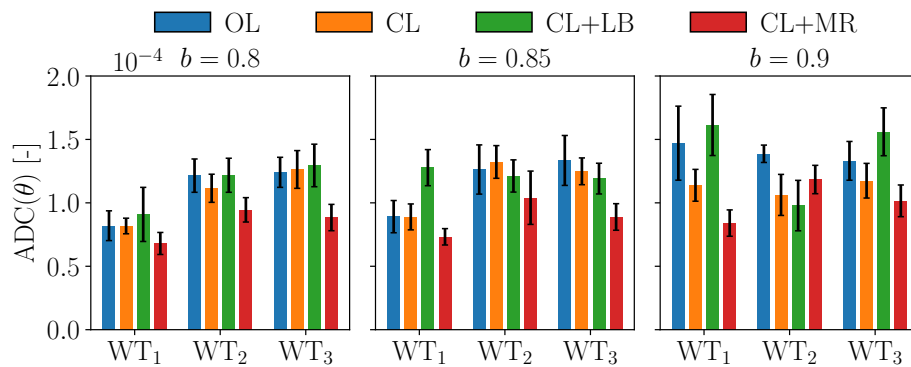 OL CL CL+LB CL+MR
10⁻⁴ b = 0.8 b = 0.85 b = 0.9
ADC(θ) [-]
2.0
1.5
1.0
0.5
0.0
WT₁ WT₂ WT₃ WT₁ WT₂ WT₃ WT₁ WT₂ WT₃